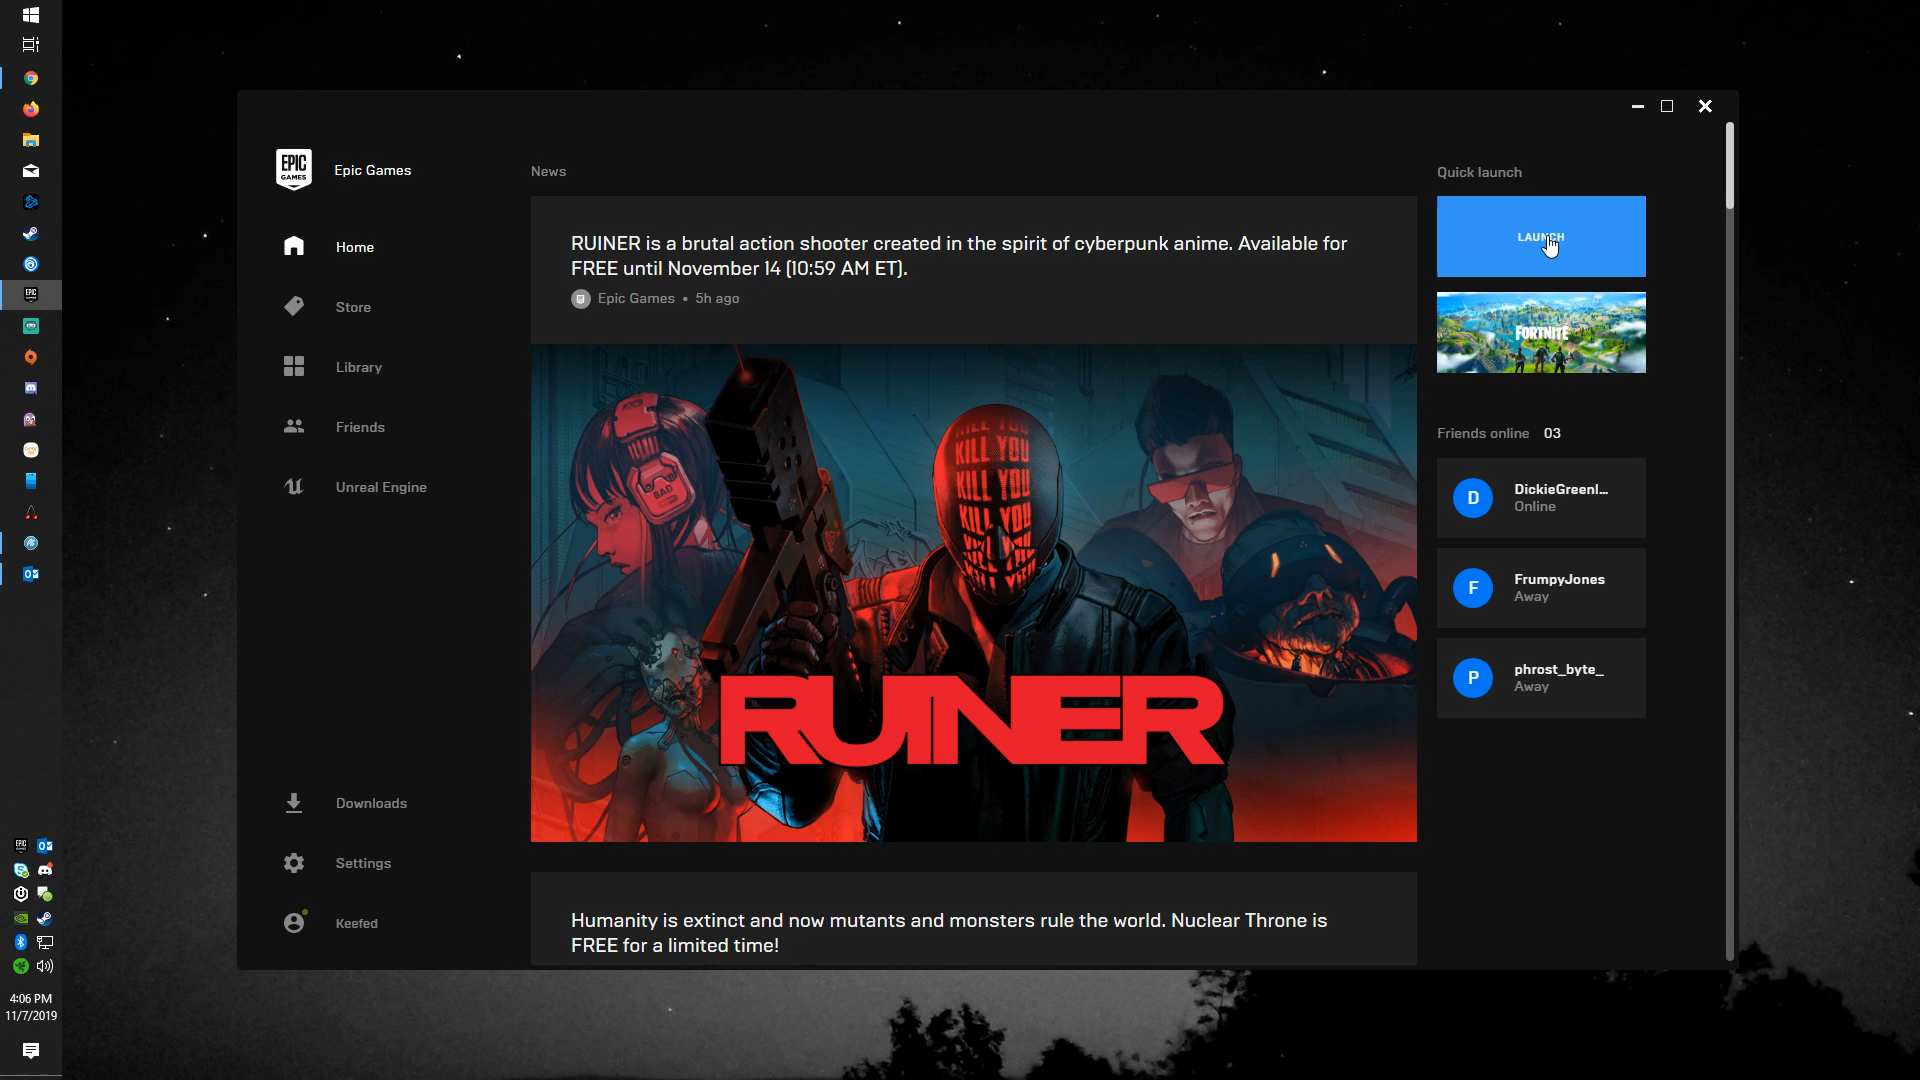 EPIC
GAMES
Epic Games
Home
Store
Library
Friends
Unreal Engine
Downloads
Settings
Keefed
News
RUINER is a brutal action shooter created in the spirit of cyberpunk anime. Available for
FREE until November 14 (10:59 AM ET).
Epic Games • 5h ago
BAD
KILL YOU
KILL YOU
KILL YOU
KILL YOU
RUINER
Humanity is extinct and now mutants and monsters rule the world. Nuclear Throne is
FREE for a limited time!
Quick launch
LAUNCH
FORTNITE
Friends online 03
D
DickieGreenl...
Online
F
FrumpyJones
Away
P
phrost_byte_
Away
4:06 PM
11/7/2019